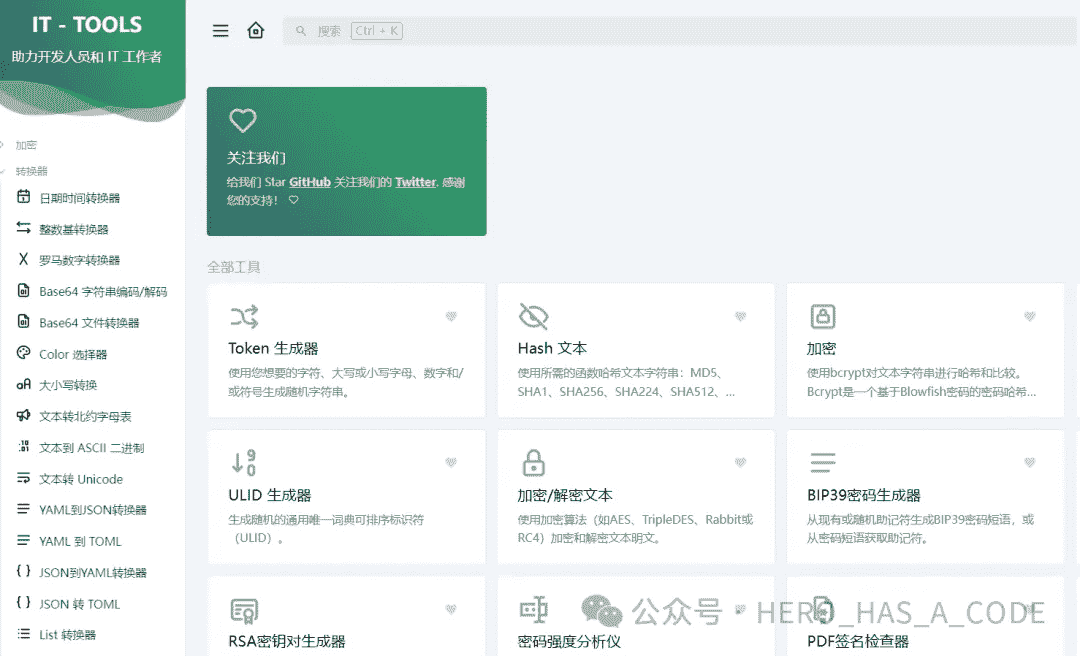 IT - TOOLS
助力开发人员和 IT 工作者
搜索 Ctrl + K
加密
转换器
日期时间转换器
整数基转换器
罗马数字转换器
Base64 字符串编码/解码
Base64 文件转换器
Color 选择器
大小写转换
文本转北约字母表
文本到 ASCII 二进制
文本转 Unicode
YAML到JSON转换器
YAML 到 TOML
JSON到YAML转换器
JSON 转 TOML
List 转换器
关注我们
给我们 Star GitHub 关注我们的 Twitter. 感谢
您的支持！
全部工具
Token 生成器
使用您想要的字符、大写或小写字母、数字和/
或符号生成随机字符串。
Hash 文本
使用所需的函数哈希文本字符串：MD5、
SHA1、SHA256、SHA224、SHA512、...
加密
使用bcrypt对文本字符串进行哈希和比较。
Bcrypt是一个基于Blowfish密码的密码哈希...
ULID 生成器
生成随机的通用唯一词典可排序标识符
（ULID）。
加密/解密文本
使用加密算法（如AES、TripleDES、Rabbit或
RC4）加密和解密文本明文。
BIP39密码生成器
从现有或随机助记符生成BIP39密码短语，或
从密码短语获取助记符。
RSA密钥对生成器
密码强度分析仪
PDF签名检查器
公众号 HERO_HAS_A_CODE